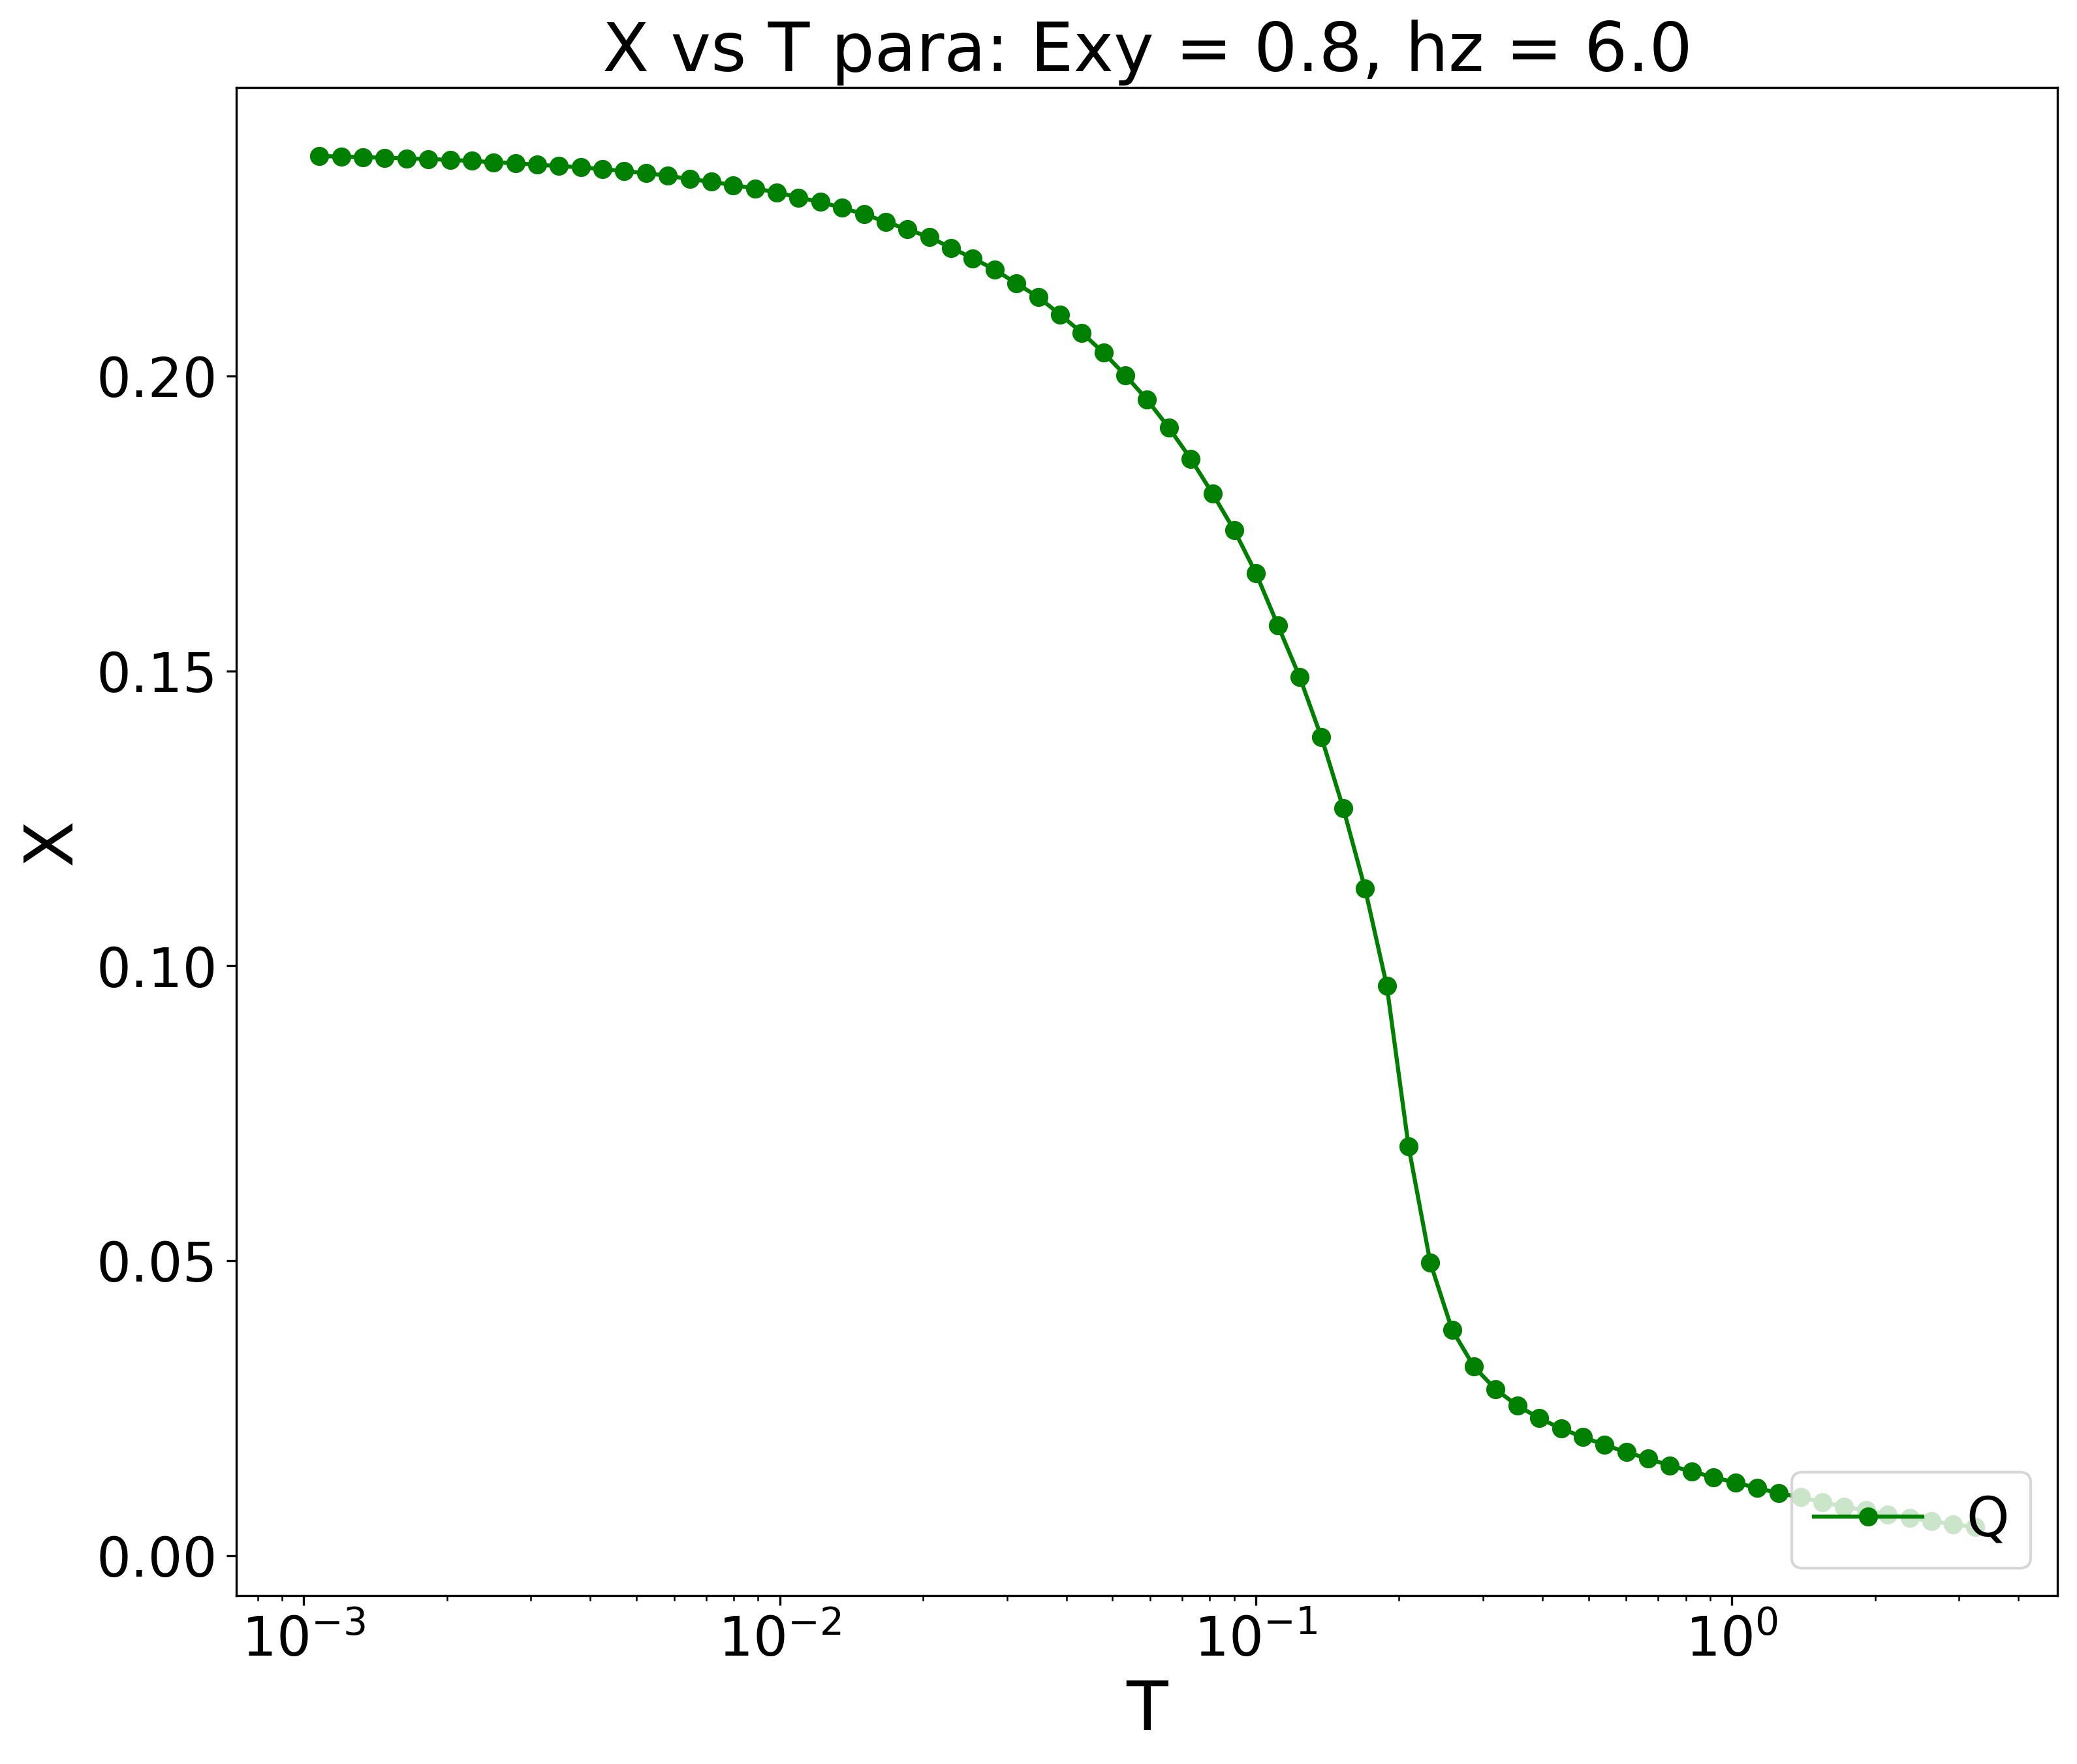 X vs T para: Exy = 0.8, hz = 6.0
X
0.20
0.15
0.10
0.05
0.00
10⁻³ 10⁻² 10⁻¹ 10⁰
T
Q